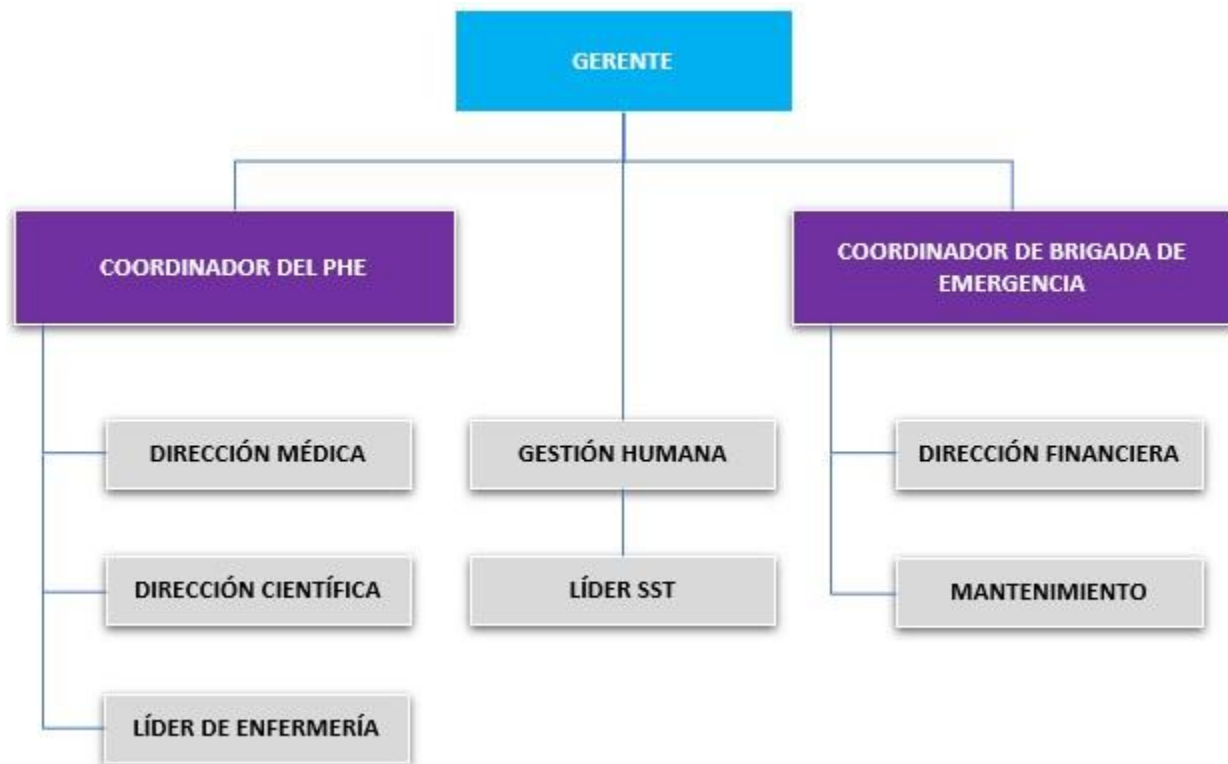 GERENTE
COORDINADOR DEL PHE
COORDINADOR DE BRIGADA DE
EMERGENCIA
DIRECCIÓN MÉDICA
GESTIÓN HUMANA
DIRECCIÓN FINANCIERA
DIRECCIÓN CIENTÍFICA
LÍDER SST
MANTENIMIENTO
LÍDER DE ENFERMERÍA